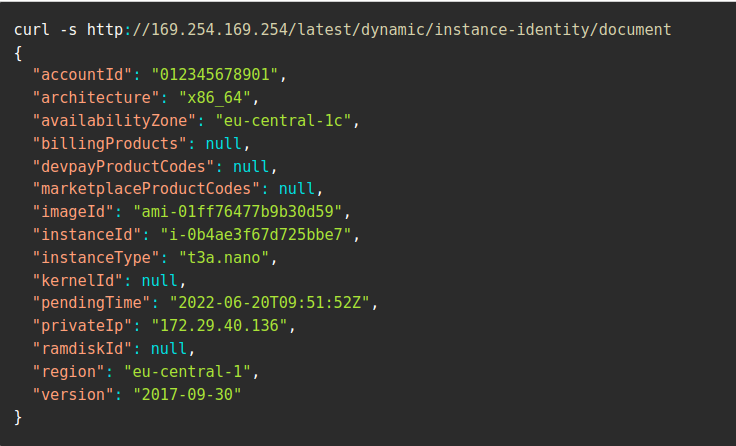 curl -s http://169.254.169.254/latest/dynamic/instance-identity/document
{
  "accountId": "012345678901",
  "architecture": "x86_64",
  "availabilityZone": "eu-central-1c",
  "billingProducts": null,
  "devpayProductCodes": null,
  "marketplaceProductCodes": null,
  "imageId": "ami-01ff76477b9b30d59",
  "instanceId": "i-0b4ae3f67d725bbe7",
  "instanceType": "t3a.nano",
  "kernelId": null,
  "pendingTime": "2022-06-20T09:51:52Z",
  "privateIp": "172.29.40.136",
  "ramdiskId": null,
  "region": "eu-central-1",
  "version": "2017-09-30"
}